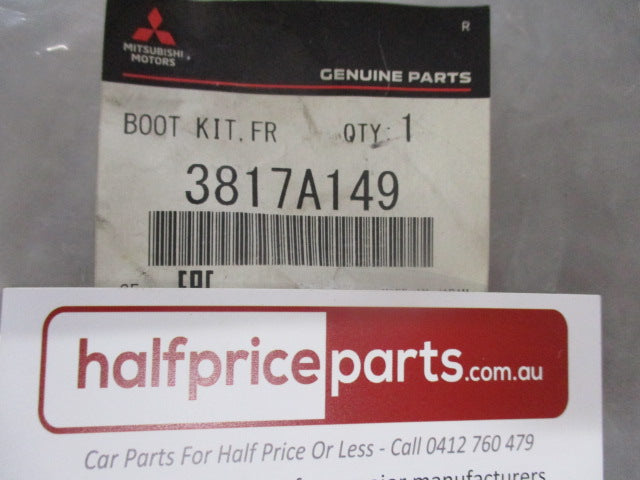 R
MITSUBISHI
MOTORS
GENUINE PARTS
BOOT KIT,FR QTY:1
3817A149
halfpriceparts.com.au
Car Parts For Half Price Or Less - Call 0412 760 479
manufacturers